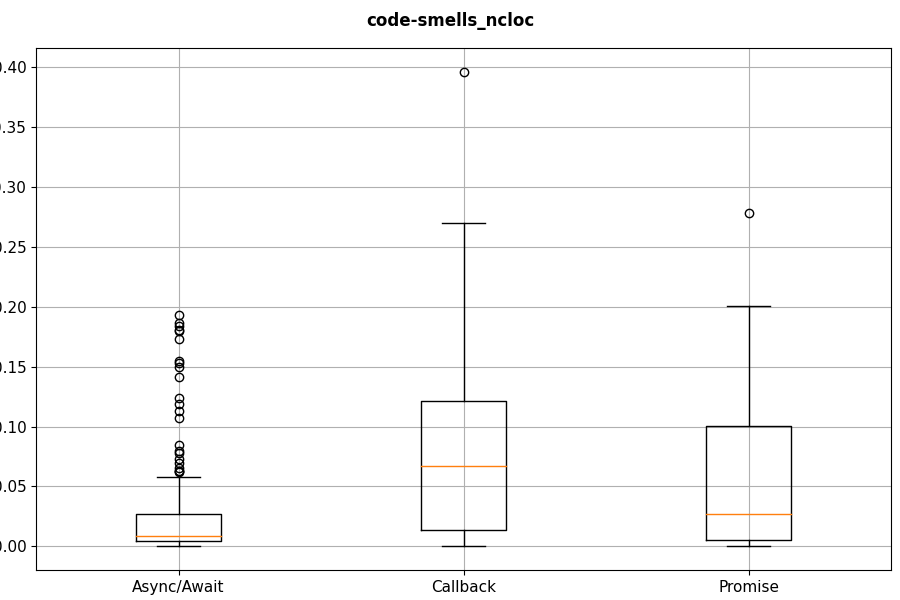 code-smells_ncloc
.40
.35
.30
.25
.20
.15
.10
.05
.00
Async/Await
Callback
Promise